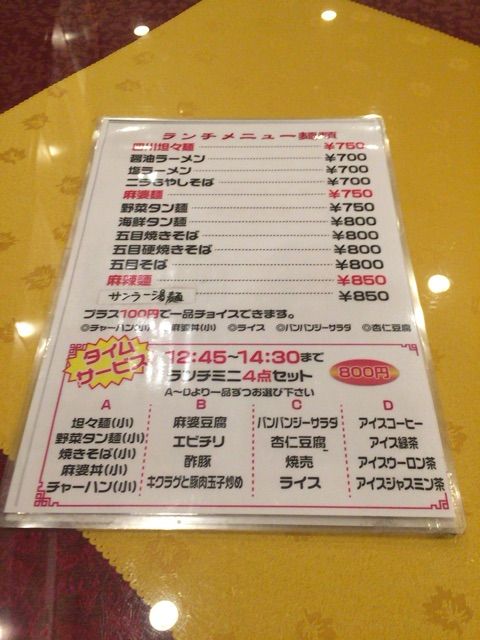 ランチメニュー麺類
四川坦々麺 ¥750
醤油ラーメン ¥700
塩ラーメン ¥700
ニラもやしそば ¥700
麻婆麺 ¥750
野菜タン麺 ¥750
海鮮タン麺 ¥800
五目焼きそば ¥800
五目硬焼きそば ¥800
五目そば ¥800
麻辣麺 ¥850
サンラー湯麺 ¥850
プラス100円で一品チョイスできます。
◎チャーハン(小) ◎麻婆丼(小) ◎ライス ◎バンバンジーサラダ ◎杏仁豆腐
タイムサービス
12:45~14:30まで
ランチミニ4点セット 800円
A~Dより一品ずつお選び下さい
A
坦々麺(小)
野菜タン麺(小)
焼きそば(小)
麻婆丼(小)
チャーハン(小)
B
麻婆豆腐
エビチリ
酢豚
キクラゲと豚肉玉子炒め
C
バンバンジーサラダ
杏仁豆腐
焼売
ライス
D
アイスコーヒー
アイス緑茶
アイスウーロン茶
アイスジャスミン茶